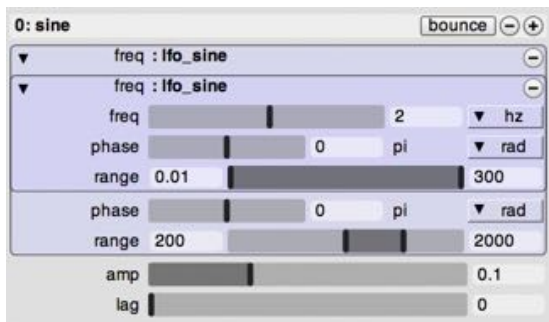 0: sine bounce − +
▼ freq : lfo_sine −
▼ freq : lfo_sine −
freq 2 ▼ hz
phase 0 pi ▼ rad
range 0.01 300
phase 0 pi ▼ rad
range 200 2000
amp 0.1
lag 0